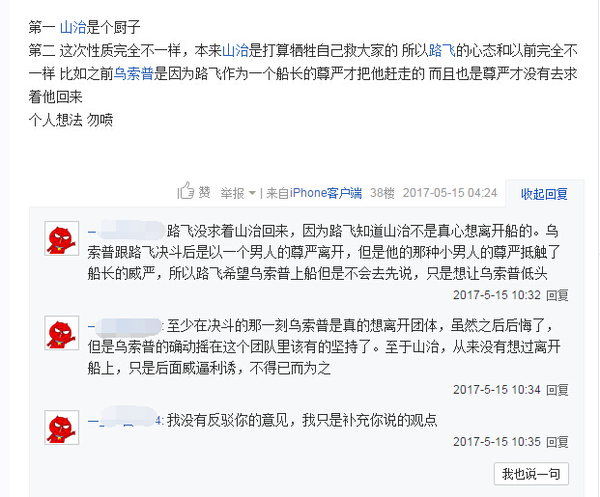 第一 山治是个厨子
第二 这次性质完全不一样，本来山治是打算牺牲自己救大家的 所以路飞的心态和以前完全不
一样 比如之前乌索普是因为路飞作为一个船长的尊严才把他赶走的 而且也是尊严才没有去求
着他回来
个人想法 勿喷
赞 举报 | 来自iPhone客户端 38楼 2017-05-15 04:24 收起回复
路飞没求着山治回来，因为路飞知道山治不是真心想离开船的。乌
索普跟路飞决斗后是以一个男人的尊严离开，但是他的那种小男人的尊严抵触了
船长的威严，所以路飞希望乌索普上船但是不会去先说，只是想让乌索普低头
2017-5-15 10:32 回复
: 至少在决斗的那一刻乌索普是真的想离开团体，虽然之后后悔了，
但是乌索普的确动摇在这个团队里该有的坚持了。至于山治，从来没有想过离开
船上，只是后面威逼利诱，不得已而为之
2017-5-15 10:34 回复
4: 我没有反驳你的意见，我只是补充你说的观点
2017-5-15 10:35 回复
我也说一句